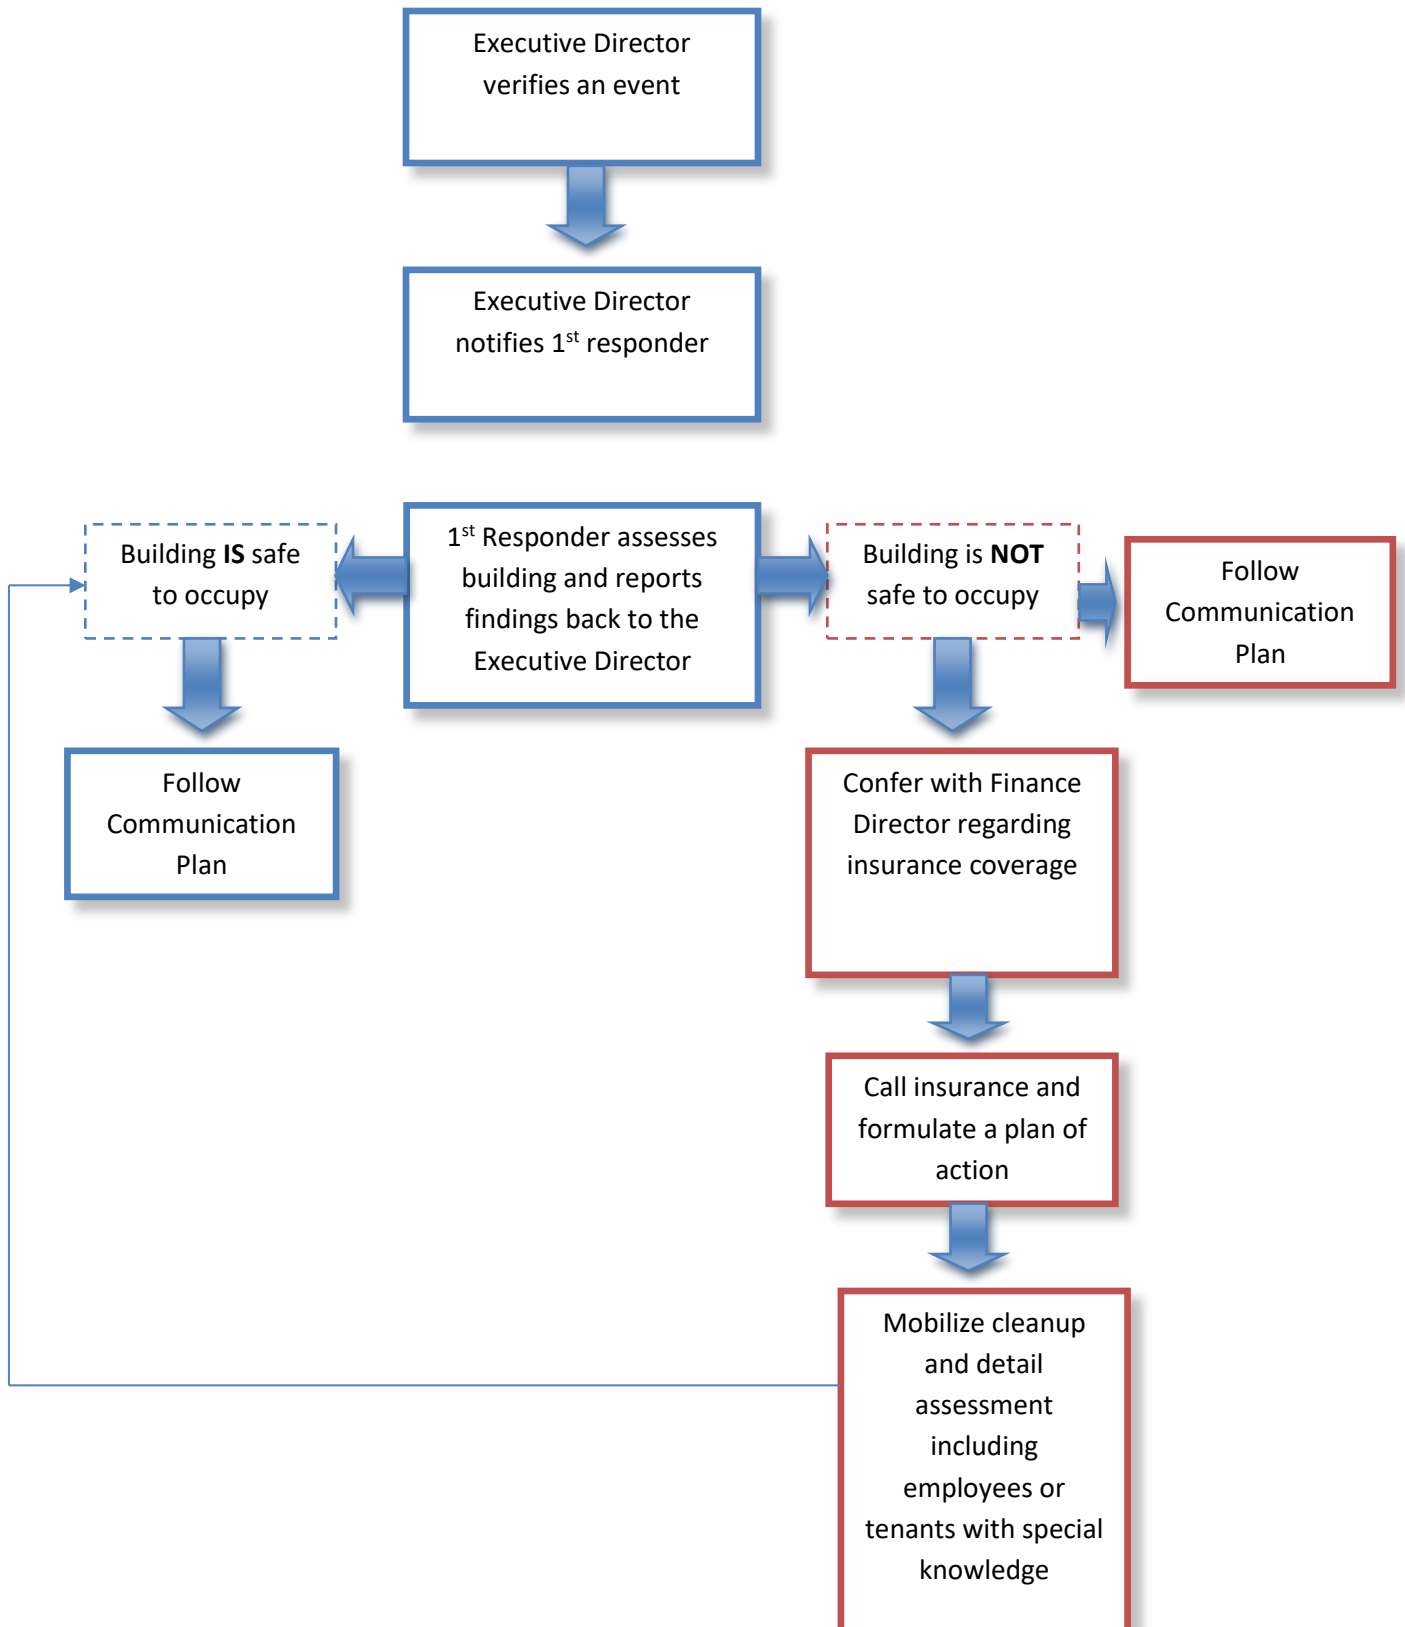 Executive Director
verifies an event
Executive Director
notifies 1st responder
Building IS safe
to occupy
1st Responder assesses
building and reports
findings back to the
Executive Director
Building is NOT
safe to occupy
Follow
Communication
Plan
Follow
Communication
Plan
Confer with Finance
Director regarding
insurance coverage
Call insurance and
formulate a plan of
action
Mobilize cleanup
and detail
assessment
including
employees or
tenants with special
knowledge